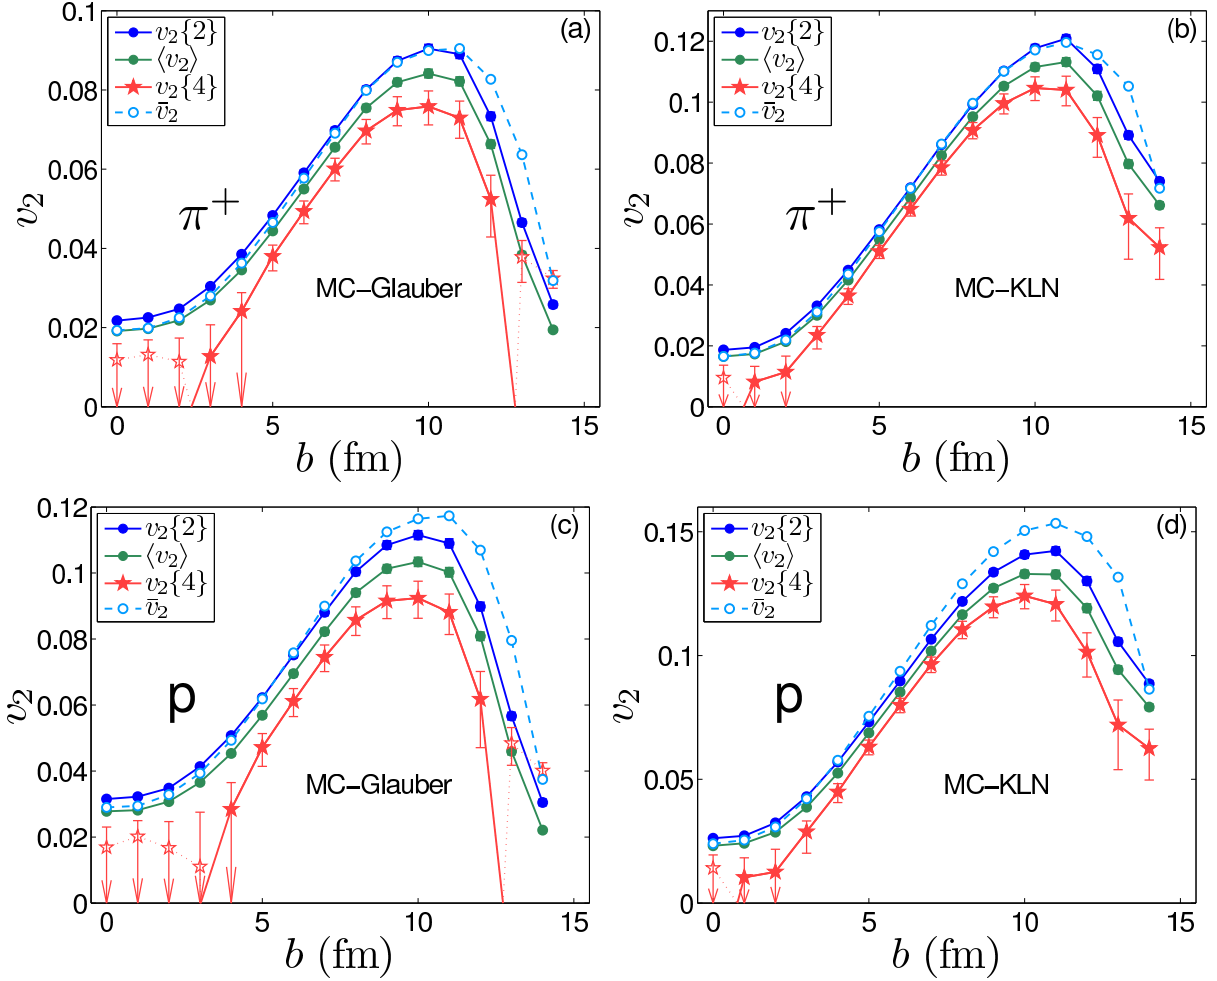 (a)
v₂{2}
⟨v₂⟩
v₂{4}
v̄₂
π⁺
MC−Glauber
v₂
0.1
0.08
0.06
0.04
0.02
0
0 5 10 15
b (fm)
(b)
v₂{2}
⟨v₂⟩
v₂{4}
v̄₂
π⁺
MC−KLN
v₂
0.12
0.1
0.08
0.06
0.04
0.02
0
0 5 10 15
b (fm)
(c)
v₂{2}
⟨v₂⟩
v₂{4}
v̄₂
p
MC−Glauber
v₂
0.12
0.1
0.08
0.06
0.04
0.02
0
0 5 10 15
b (fm)
(d)
v₂{2}
⟨v₂⟩
v₂{4}
v̄₂
p
MC−KLN
v₂
0.15
0.1
0.05
0
0 5 10 15
b (fm)